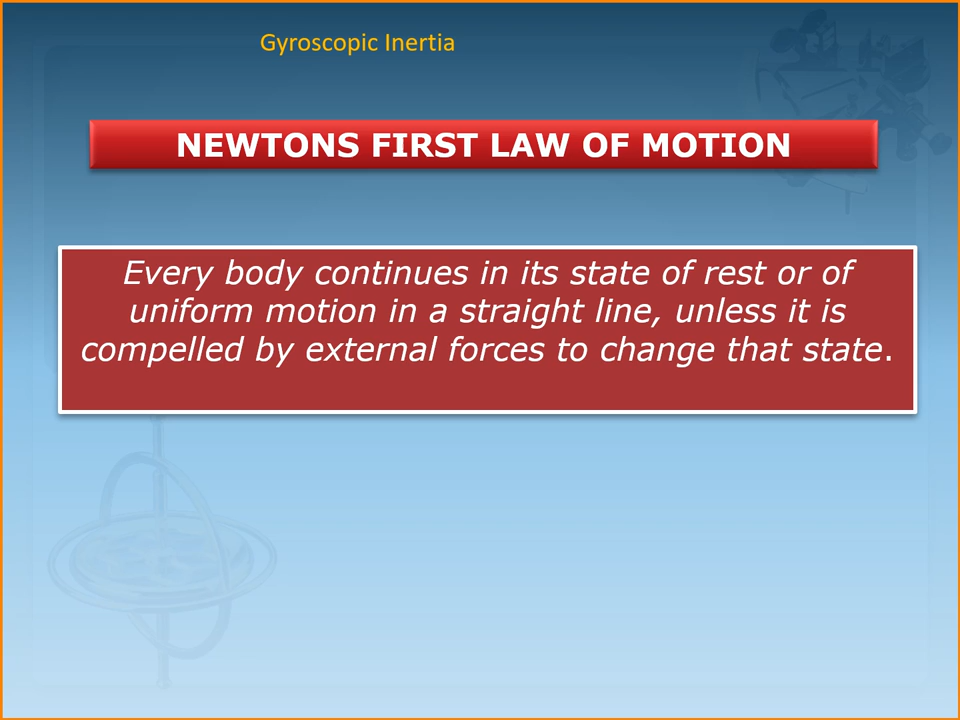 Gyroscopic Inertia
NEWTONS FIRST LAW OF MOTION
Every body continues in its state of rest or of
uniform motion in a straight line, unless it is
compelled by external forces to change that state.